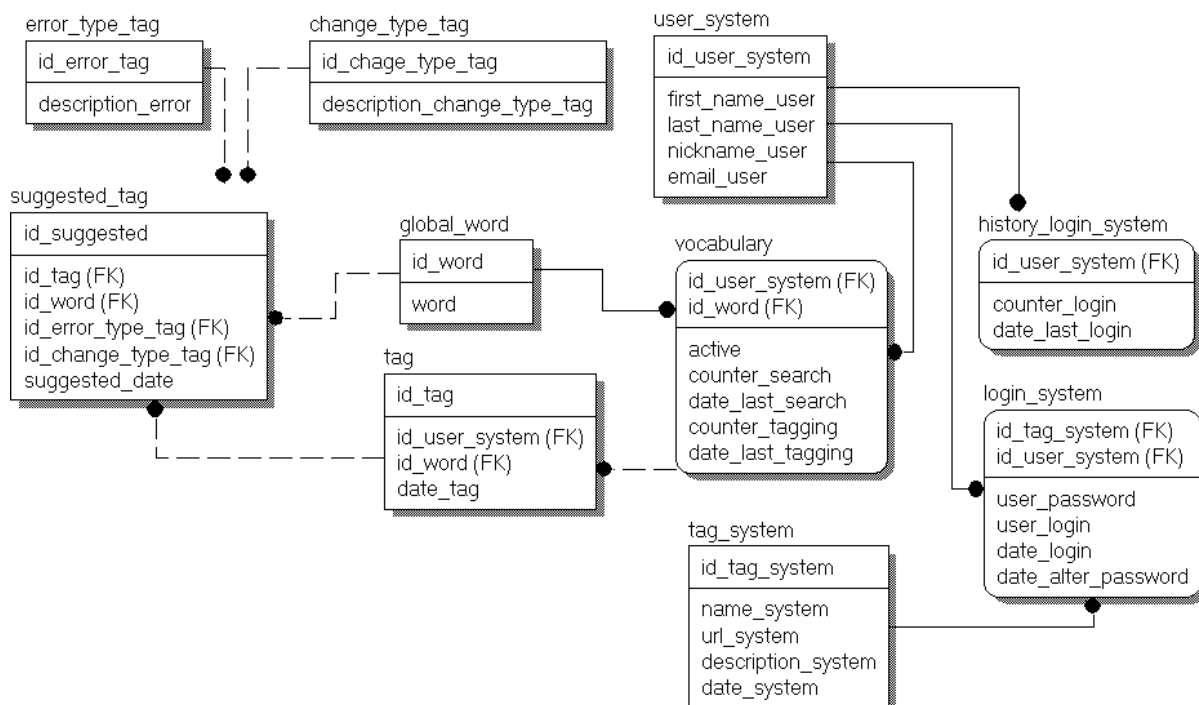 error_type_tag
id_error_tag
description_error
change_type_tag
id_chage_type_tag
description_change_type_tag
user_system
id_user_system
first_name_user
last_name_user
nickname_user
email_user
suggested_tag
id_suggested
id_tag (FK)
id_word (FK)
id_error_type_tag (FK)
id_change_type_tag (FK)
suggested_date
global_word
id_word
word
vocabulary
id_user_system (FK)
id_word (FK)
active
counter_search
date_last_search
counter_tagging
date_last_tagging
history_login_system
id_user_system (FK)
counter_login
date_last_login
tag
id_tag
id_user_system (FK)
id_word (FK)
date_tag
login_system
id_tag_system (FK)
id_user_system (FK)
user_password
user_login
date_login
date_alter_password
tag_system
id_tag_system
name_system
url_system
description_system
date_system